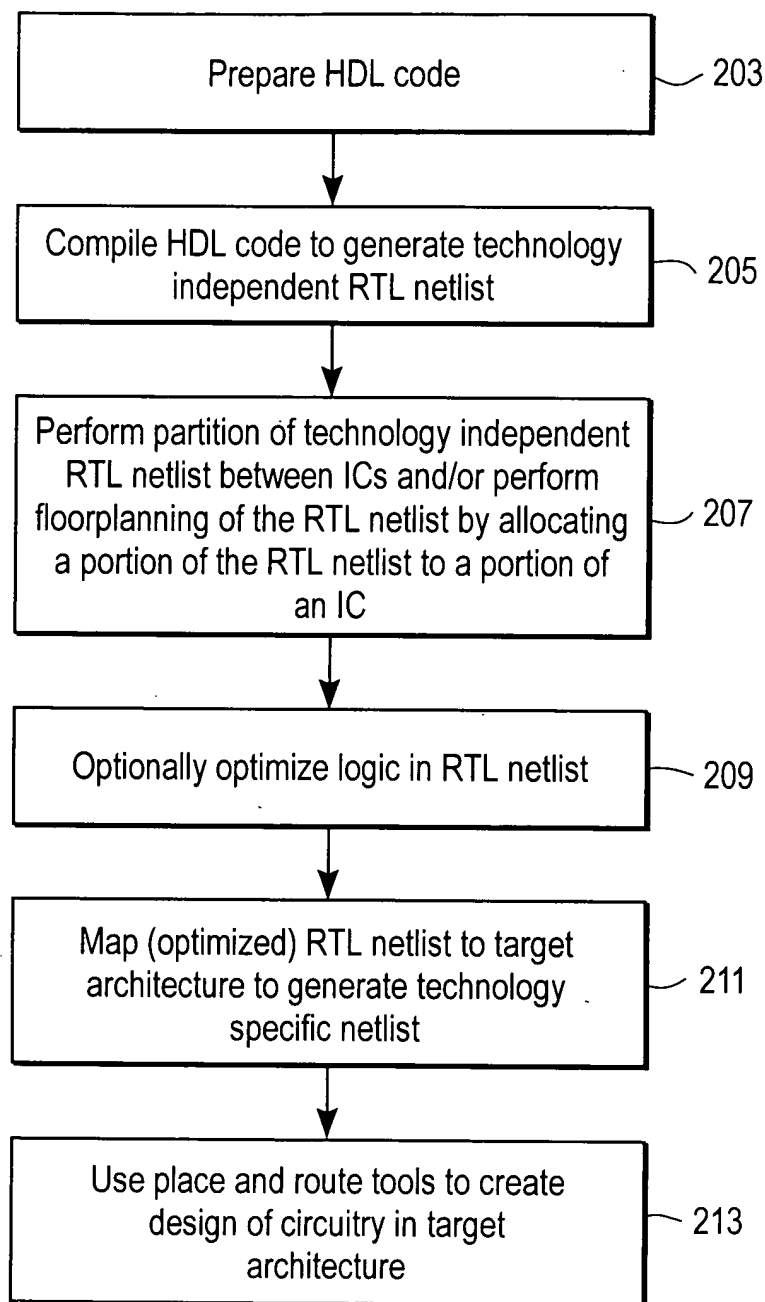 Prepare HDL code
203
Compile HDL code to generate technology
independent RTL netlist
205
Perform partition of technology independent
RTL netlist between ICs and/or perform
floorplanning of the RTL netlist by allocating
a portion of the RTL netlist to a portion of
an IC
207
Optionally optimize logic in RTL netlist
209
Map (optimized) RTL netlist to target
architecture to generate technology
specific netlist
211
Use place and route tools to create
design of circuitry in target
architecture
213